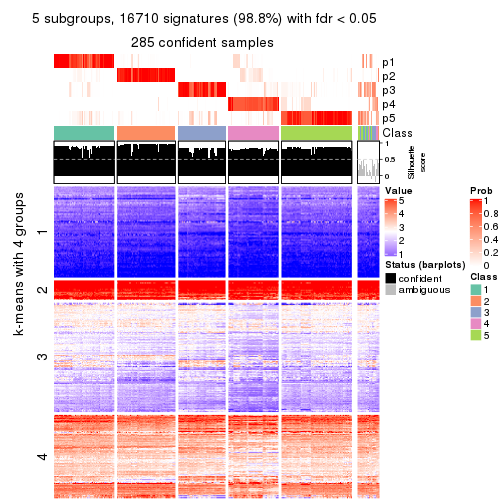 5 subgroups, 16710 signatures (98.8%) with fdr < 0.05
285 confident samples
p1
p2
p3
p4
p5
Class
1
0.5
0
Silhouette
score
k-means with 4 groups
1
2
3
4
Value
5
4
3
2
1
Status (barplots)
confident
ambiguous
Prob
1
0.8
0.6
0.4
0.2
0
Class
1
2
3
4
5